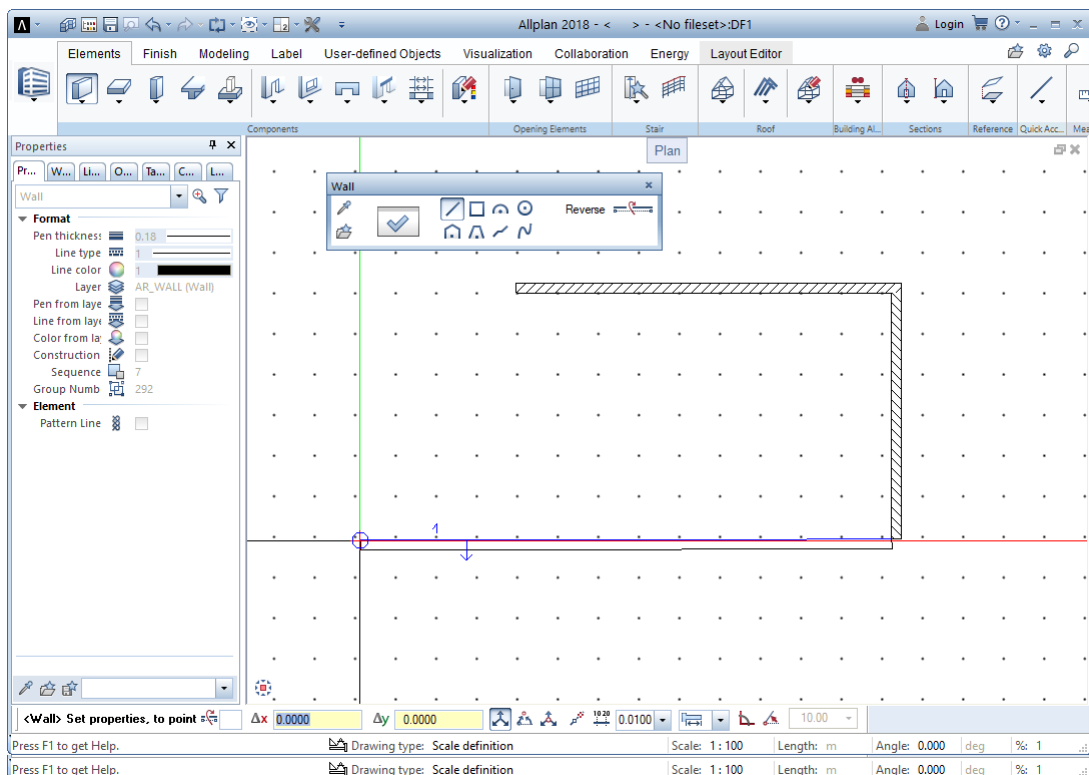 Allplan 2018 - < > - <No fileset>:DF1 Login
Elements Finish Modeling Label User-defined Objects Visualization Collaboration Energy Layout Editor
Components Opening Elements Stair Roof Building Al... Sections Reference Quick Acc... Mea
Properties
Plan
Pr... W... Li... O... Ta... C... L...
Wall
Wall
Reverse
Format
Pen thickness 0.18
Line type 1
Line color 1
Layer AR_WALL (Wall)
Pen from laye
Line from laye
Color from la
Construction
Sequence 7
Group Numb 292
Element
Pattern Line
1
<Wall> Set properties, to point Δx 0.0000 Δy 0.0000 1020 0.0100 10.00
Press F1 to get Help. Drawing type: Scale definition Scale: 1 : 100 Length: m Angle: 0.000 deg %: 1
Press F1 to get Help. Drawing type: Scale definition Scale: 1 : 100 Length: m Angle: 0.000 deg %: 1